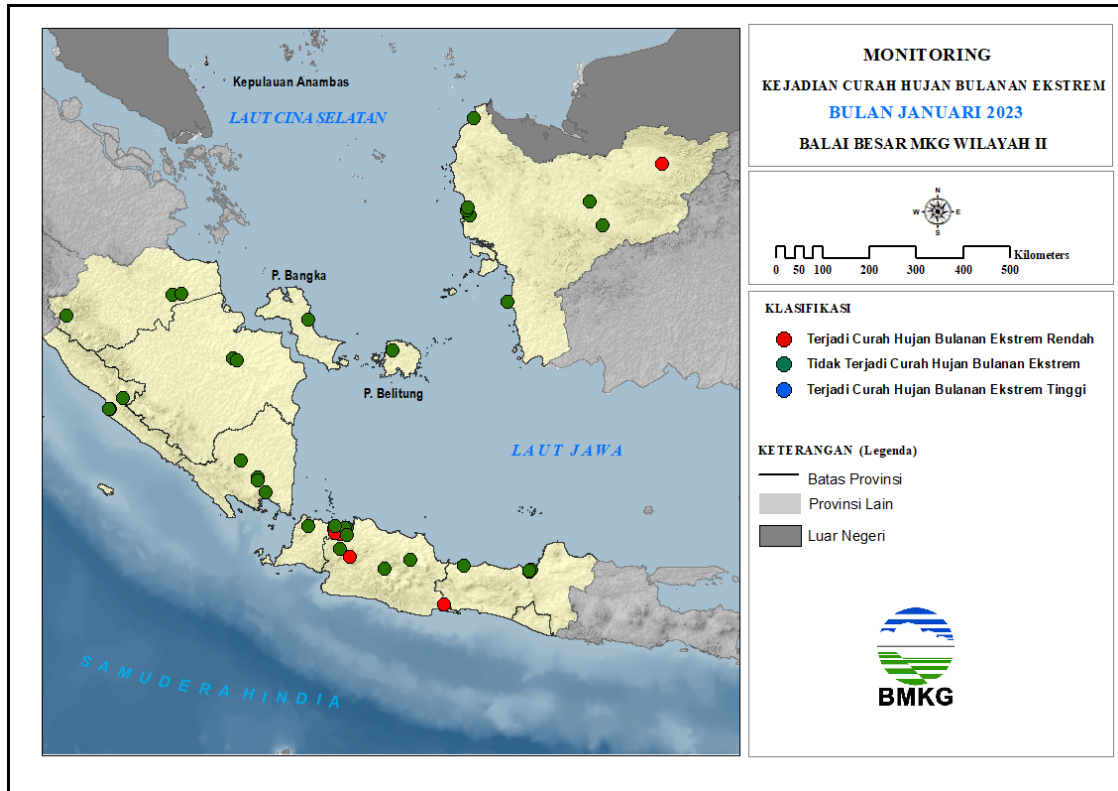 MONITORING
KEJADIAN CURAH HUJAN BULANAN EKSTREM
BULAN JANUARI 2023
BALAI BESAR MKG WILAYAH II
Kepulauan Anambas
LAUT CINA SELATAN
P. Bangka
P. Belitung
LAUT JAWA
SAMUDERA HINDIA
N
W E
S
Kilometers
0 50 100 200 300 400 500
KLASIFIKASI
Terjadi Curah Hujan Bulanan Ekstrem Rendah
Tidak Terjadi Curah Hujan Bulanan Ekstrem
Terjadi Curah Hujan Bulanan Ekstrem Tinggi
KETERANGAN (Legenda)
Batas Provinsi
Provinsi Lain
Luar Negeri
BMKG